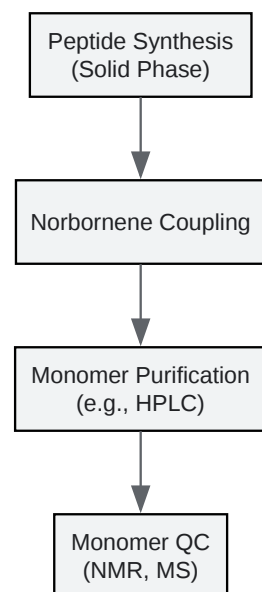 Peptide Synthesis
(Solid Phase)
Norbornene Coupling
Monomer Purification
(e.g., HPLC)
Monomer QC
(NMR, MS)